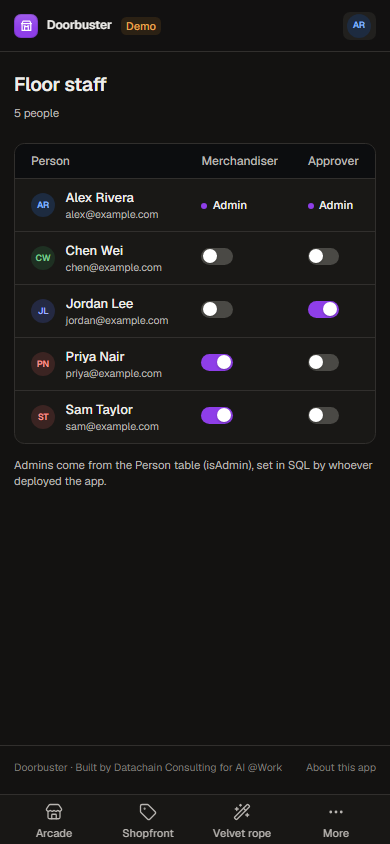 Doorbuster Demo AR
Floor staff
5 people
Person Merchandiser Approver
AR Alex Rivera Admin Admin
alex@example.com
CW Chen Wei
chen@example.com
JL Jordan Lee
jordan@example.com
PN Priya Nair
priya@example.com
ST Sam Taylor
sam@example.com
Admins come from the Person table (isAdmin), set in SQL by whoever
deployed the app.
Doorbuster · Built by Datachain Consulting for AI @Work About this app
Arcade Shopfront Velvet rope More